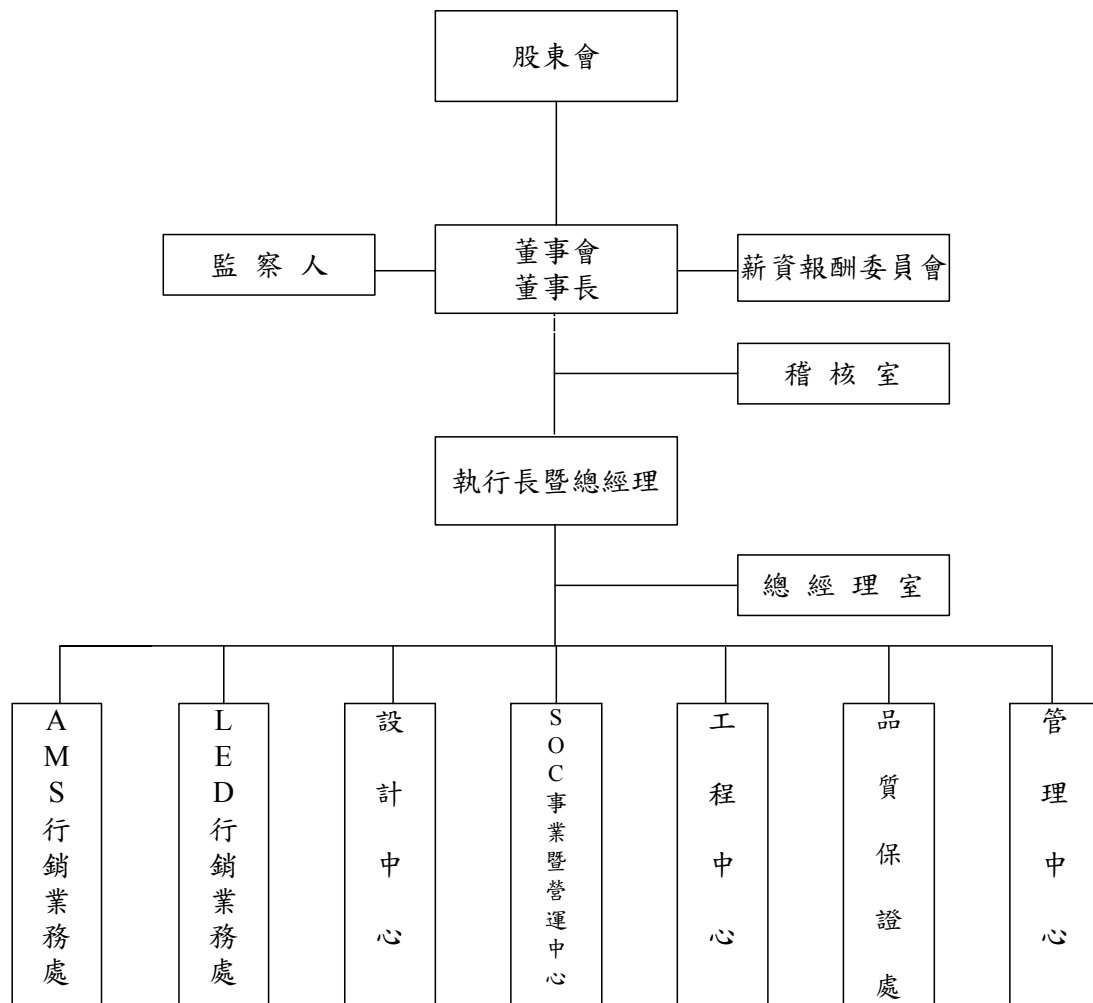 股東會
監察人
董事會
董事長
薪資報酬委員會
稽核室
執行長暨總經理
總經理室
AMS行銷業務處
LED行銷業務處
設計中心
SOC事業暨營運中心
工程中心
品質保證處
管理中心